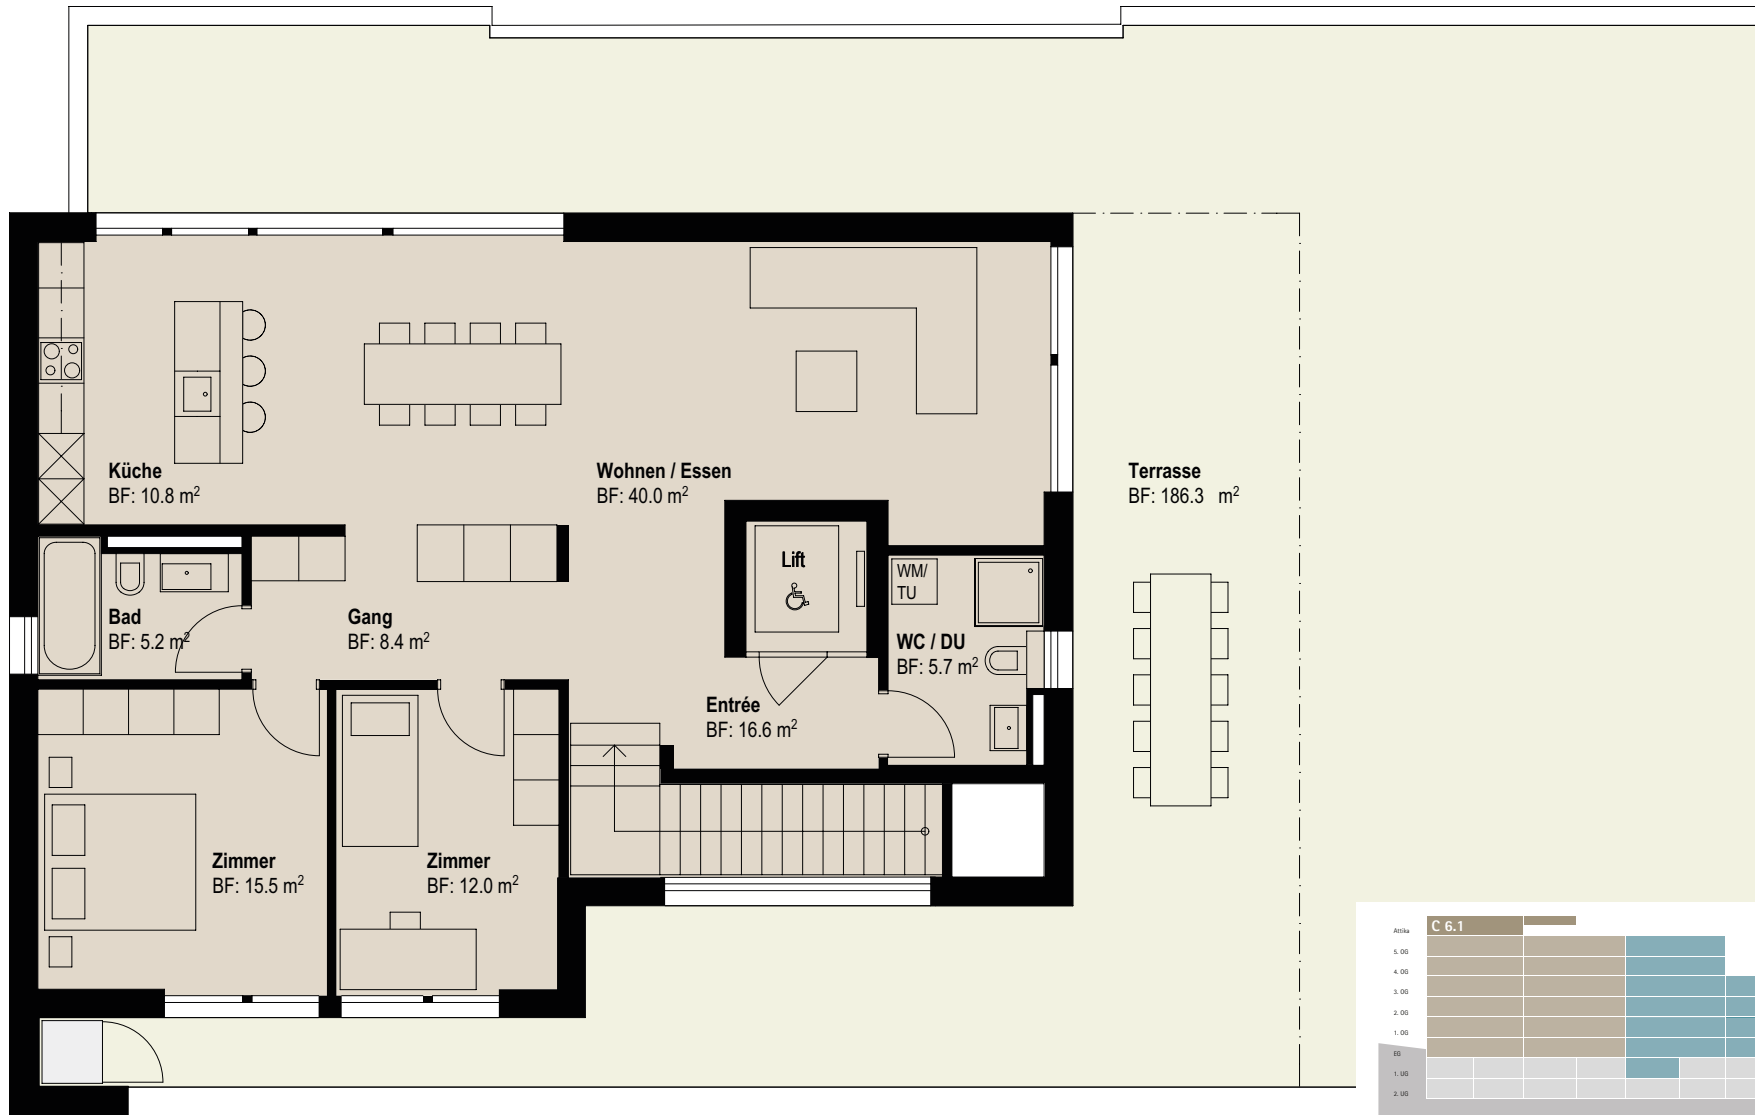 Küche
BF: 10.8 m²
Wohnen / Essen
BF: 40.0 m²
Terrasse
BF: 186.3 m²
Lift
WM/
TU
Bad
BF: 5.2 m²
Gang
BF: 8.4 m²
WC / DU
BF: 5.7 m²
Entrée
BF: 16.6 m²
Zimmer
BF: 15.5 m²
Zimmer
BF: 12.0 m²
Attika
C 6.1
5. OG
4. OG
3. OG
2. OG
1. OG
EG
1. UG
2. UG